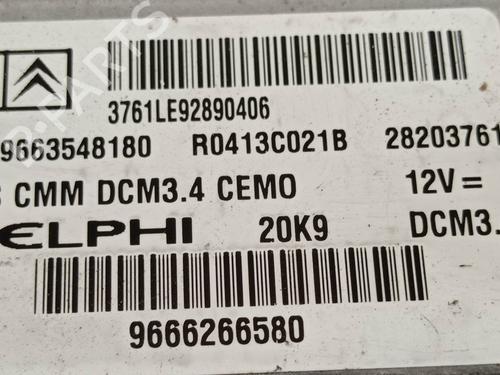 3761LE92890406
9663548180 R0413C021B 28203761
CMM DCM3.4 CEMO 12V=
ELPHI 20K9 DCM3.
9666266580